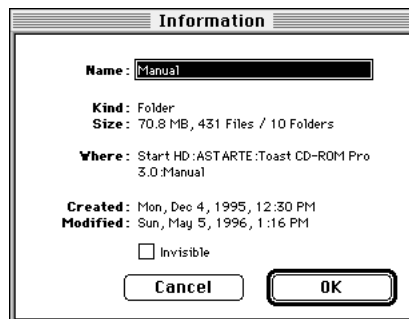 Information
Name: Manual
Kind: Folder
Size: 70.8 MB, 431 Files / 10 Folders
Where: Start HD:ASTARTE:Toast CD-ROM Pro
3.0:Manual
Created: Mon, Dec 4, 1995, 12:30 PM
Modified: Sun, May 5, 1996, 1:16 PM
Invisible
Cancel OK